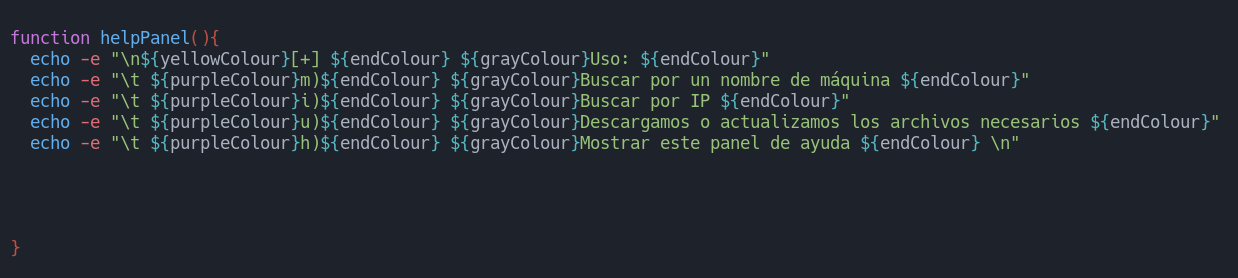 function helpPanel(){
  echo -e "\n${yellowColour}[+] ${endColour} ${grayColour}Uso: ${endColour}"
  echo -e "\t ${purpleColour}m)${endColour} ${grayColour}Buscar por un nombre de máquina ${endColour}"
  echo -e "\t ${purpleColour}i)${endColour} ${grayColour}Buscar por IP ${endColour}"
  echo -e "\t ${purpleColour}u)${endColour} ${grayColour}Descargamos o actualizamos los archivos necesarios ${endColour}"
  echo -e "\t ${purpleColour}h)${endColour} ${grayColour}Mostrar este panel de ayuda ${endColour} \n"
}